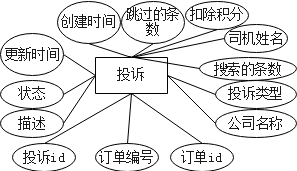 创建时间
跳过的条
数
扣除积分
司机姓名
更新时间
投诉
搜索的条数
状态
投诉类型
描述
公司名称
投诉id
订单编号
订单id